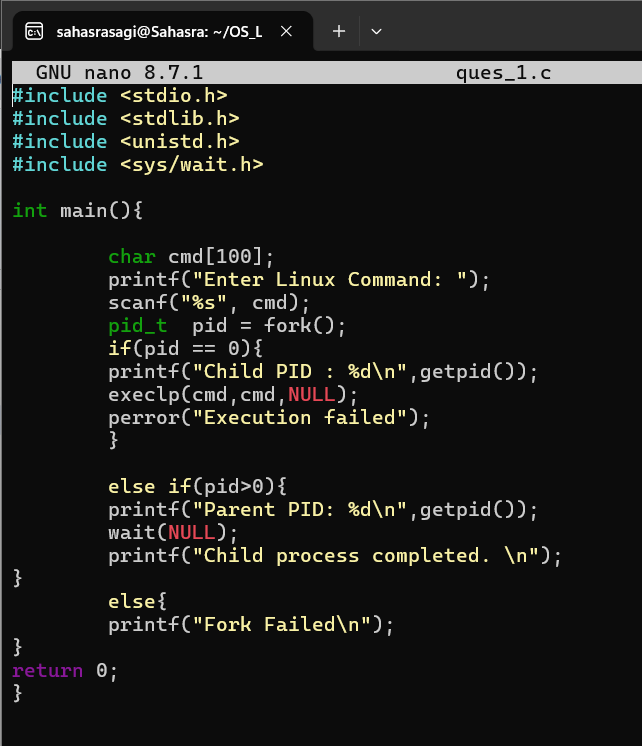 sahasrasagi@Sahasra: ~/OS_L
GNU nano 8.7.1 ques_1.c
#include <stdio.h>
#include <stdlib.h>
#include <unistd.h>
#include <sys/wait.h>
int main(){
char cmd[100];
printf("Enter Linux Command: ");
scanf("%s", cmd);
pid_t  pid = fork();
if(pid == 0){
printf("Child PID : %d\n",getpid());
execlp(cmd,cmd,NULL);
perror("Execution failed");
}
else if(pid>0){
printf("Parent PID: %d\n",getpid());
wait(NULL);
printf("Child process completed. \n");
}
else{
printf("Fork Failed\n");
}
return 0;
}